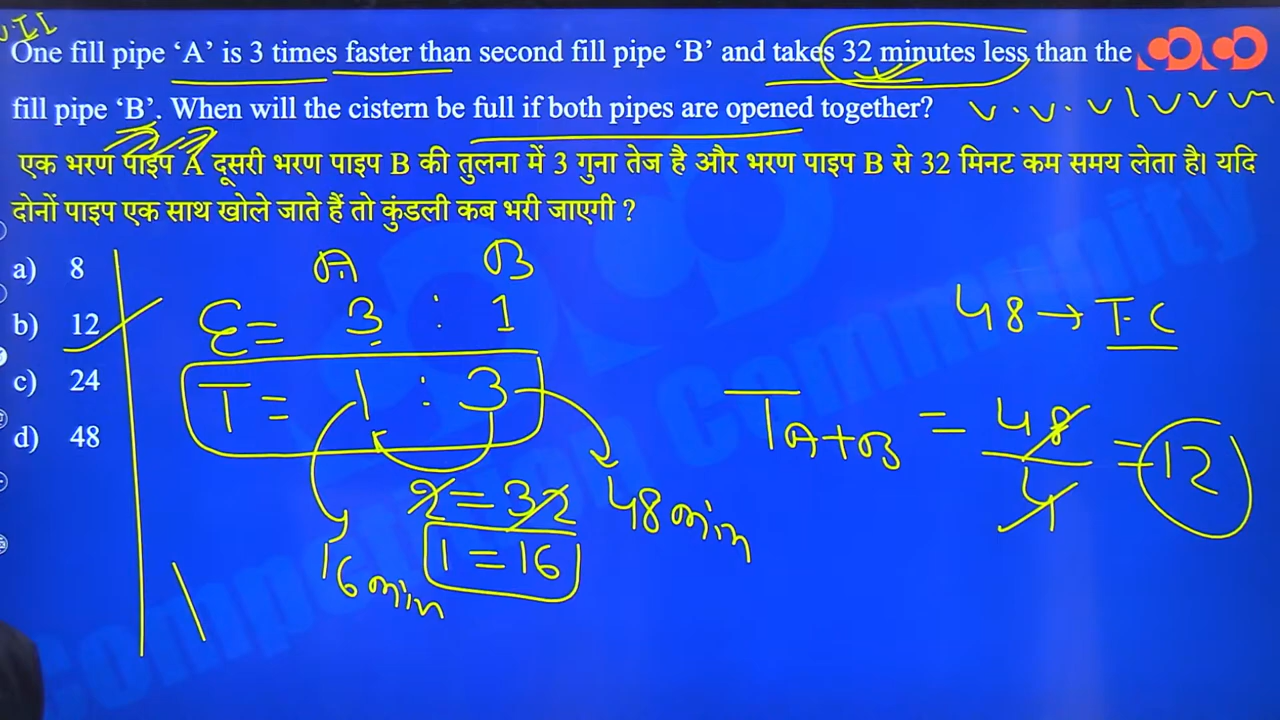 One fill pipe ‘A’ is 3 times faster than second fill pipe ‘B’ and takes 32 minutes less than the
fill pipe ‘B’. When will the cistern be full if both pipes are opened together?
एक भरण पाइप A दूसरी भरण पाइप B की तुलना में 3 गुना तेज है और भरण पाइप B से 32 मिनट कम समय लेता है। यदि
दोनों पाइप एक साथ खोले जाते हैं तो कुंडली कब भरी जाएगी ?
a) 8
b) 12
c) 24
d) 48
A B
E = 3 : 1
T = 1 : 3
2 = 32
1 = 16
16 min
48 min
48 → T.C
T A+B = 48/4 = 12
Competition Community